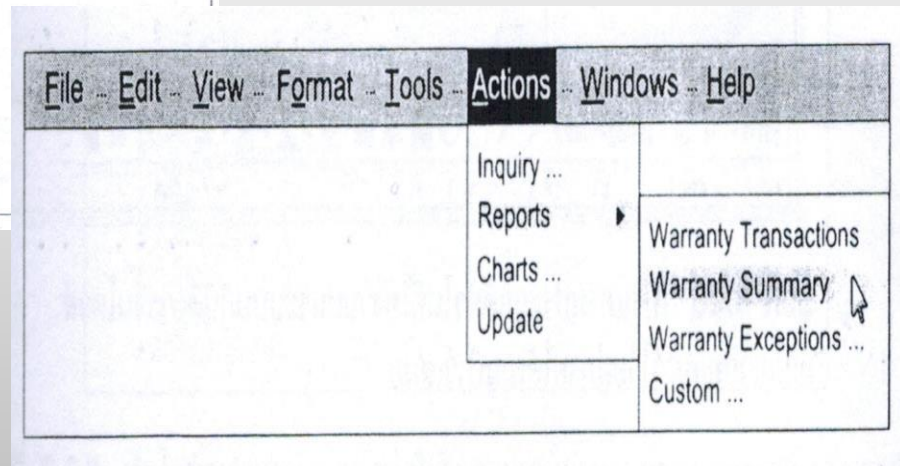 File Edit View Format Tools Actions Windows Help
Inquiry ...
Reports
Charts ...
Update
Warranty Transactions
Warranty Summary
Warranty Exceptions ...
Custom ...